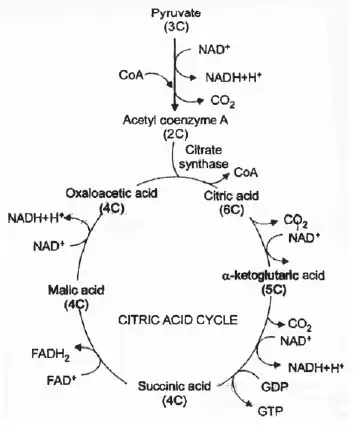 Pyruvate
(3C)
NAD⁺
CoA
NADH+H⁺
CO₂
Acetyl coenzyme A
(2C)
Citrate
synthase
CoA
Oxaloacetic acid
(4C)
Citric acid
(6C)
NADH+H⁺
CO₂
NAD⁺
NAD⁺
α-ketoglutaric acid
(5C)
Malic acid
(4C)
CITRIC ACID CYCLE
CO₂
NAD⁺
FADH₂
NADH+H⁺
FAD⁺
Succinic acid
(4C)
GDP
GTP